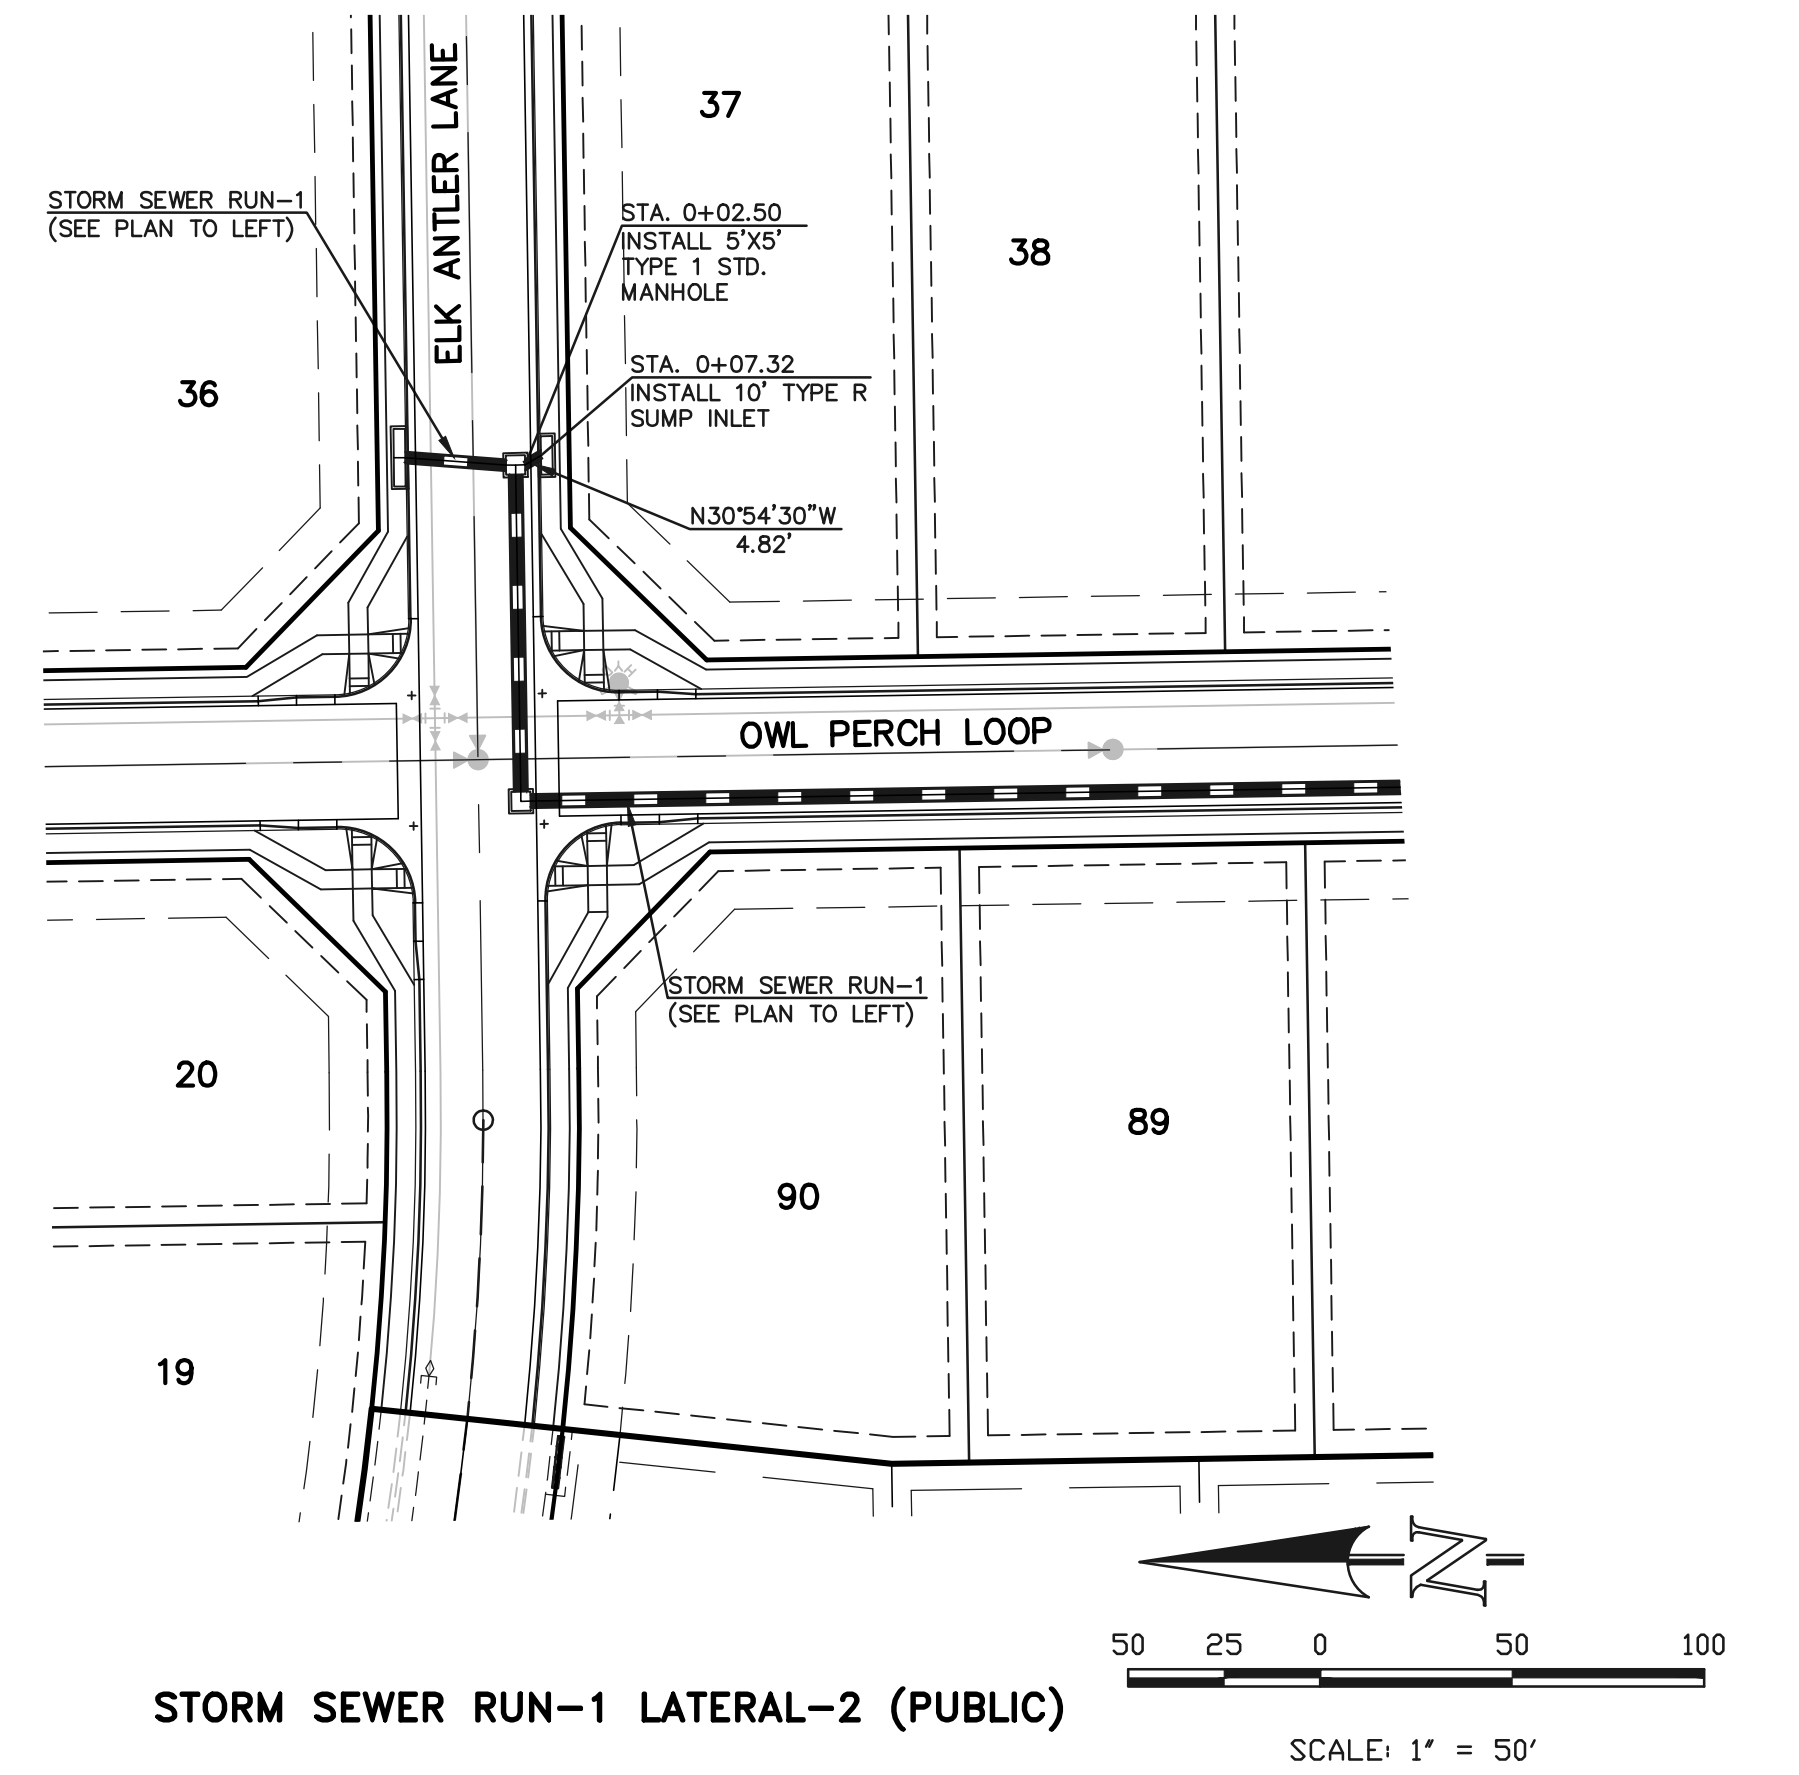 ELK ANTLER LANE
37
STORM SEWER RUN-1
(SEE PLAN TO LEFT)
STA. 0+02.50
INSTALL 5'X5'
TYPE 1 STD.
MANHOLE
38
STA. 0+07.32
INSTALL 10' TYPE R
SUMP INLET
36
N30°54'30"W
4.82'
OWL PERCH LOOP
STORM SEWER RUN-1
(SEE PLAN TO LEFT)
20
89
90
19
N
50 25 0 50 100
STORM SEWER RUN-1 LATERAL-2 (PUBLIC)
SCALE: 1" = 50'